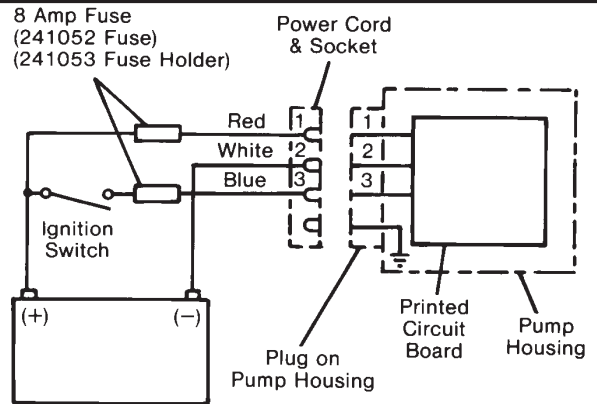 8 Amp Fuse
(241052 Fuse)
(241053 Fuse Holder)
Power Cord
& Socket
Red
1
1
White
2
2
Blue
3
3
Ignition
Switch
(+)
(−)
Plug on
Pump Housing
Printed
Circuit
Board
Pump
Housing